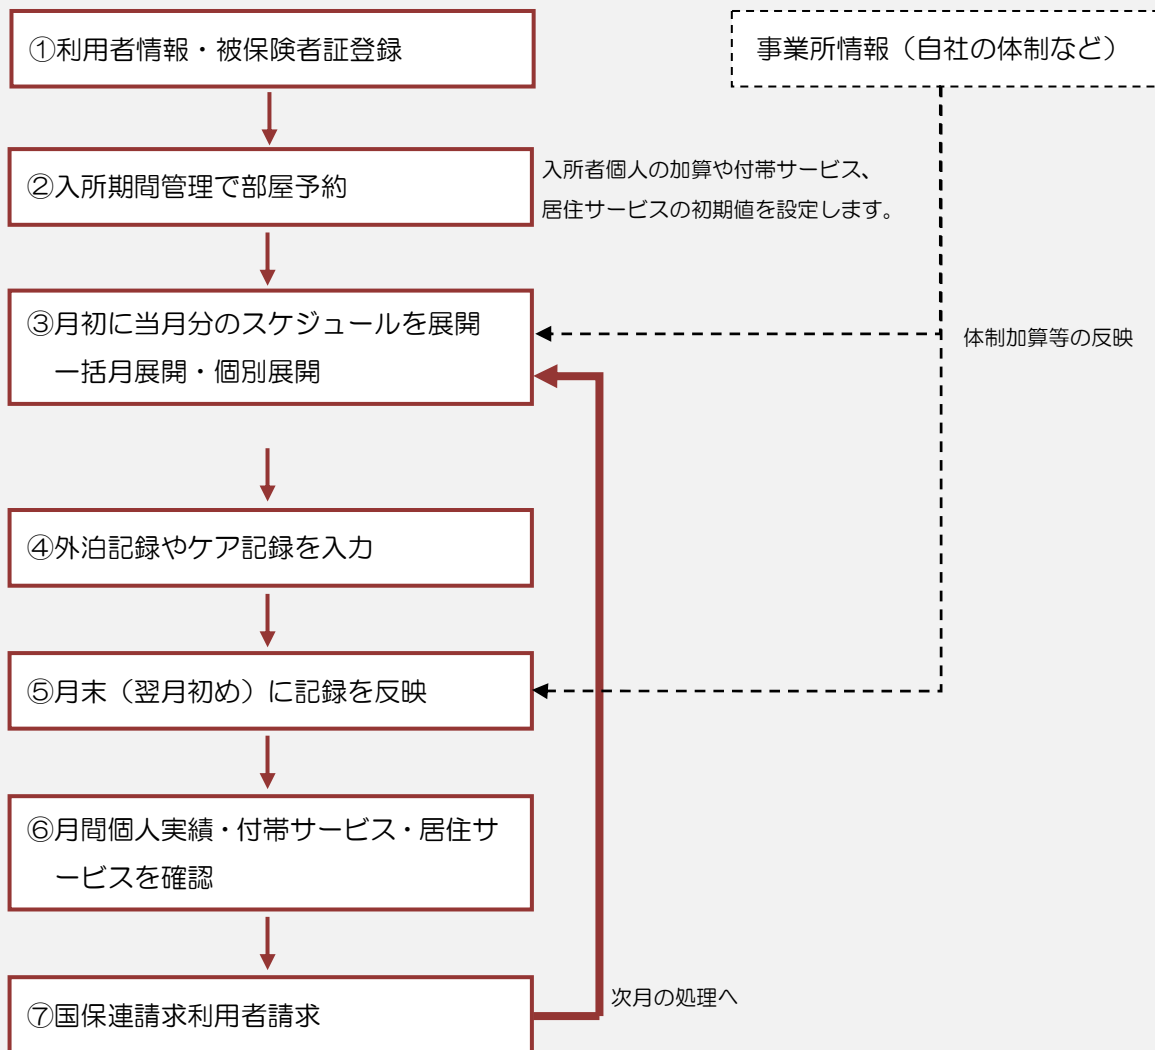 ①利用者情報・被保険者証登録
事業所情報（自社の体制など）
②入所期間管理で部屋予約
入所者個人の加算や付帯サービス、
居住サービスの初期値を設定します。
③月初に当月分のスケジュールを展開
一括月展開・個別展開
体制加算等の反映
④外泊記録やケア記録を入力
⑤月末（翌月初め）に記録を反映
⑥月間個人実績・付帯サービス・居住サ
ービスを確認
⑦国保連請求利用者請求
次月の処理へ